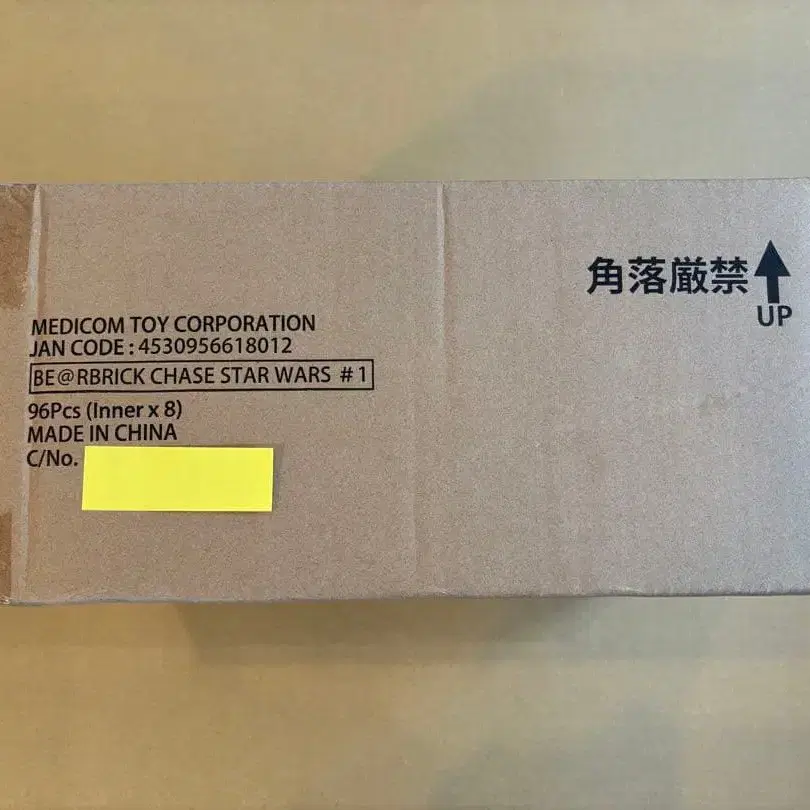 角落厳禁
UP
MEDICOM TOY CORPORATION
JAN CODE : 4530956618012
BE@RBRICK CHASE STAR WARS #1
96Pcs (Inner x 8)
MADE IN CHINA
C/No.